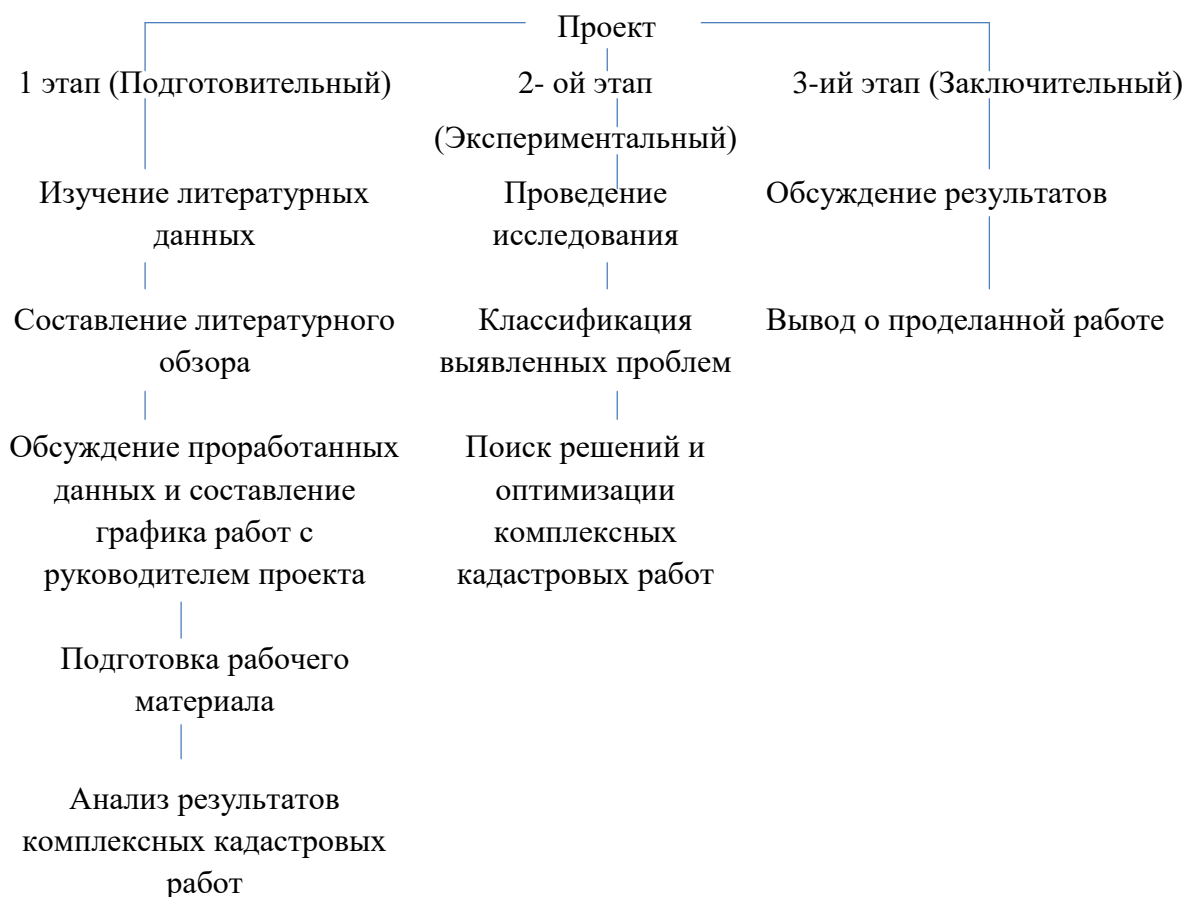 Проект
1 этап (Подготовительный)
Изучение литературных
данных
Составление литературного
обзора
Обсуждение проработанных
данных и составление
графика работ с
руководителем проекта
Подготовка рабочего
материала
Анализ результатов
комплексных кадастровых
работ
2- ой этап
(Экспериментальный)
Проведение
исследования
Классификация
выявленных проблем
Поиск решений и
оптимизации
комплексных
кадастровых работ
3-ий этап (Заключительный)
Обсуждение результатов
Вывод о проделанной работе